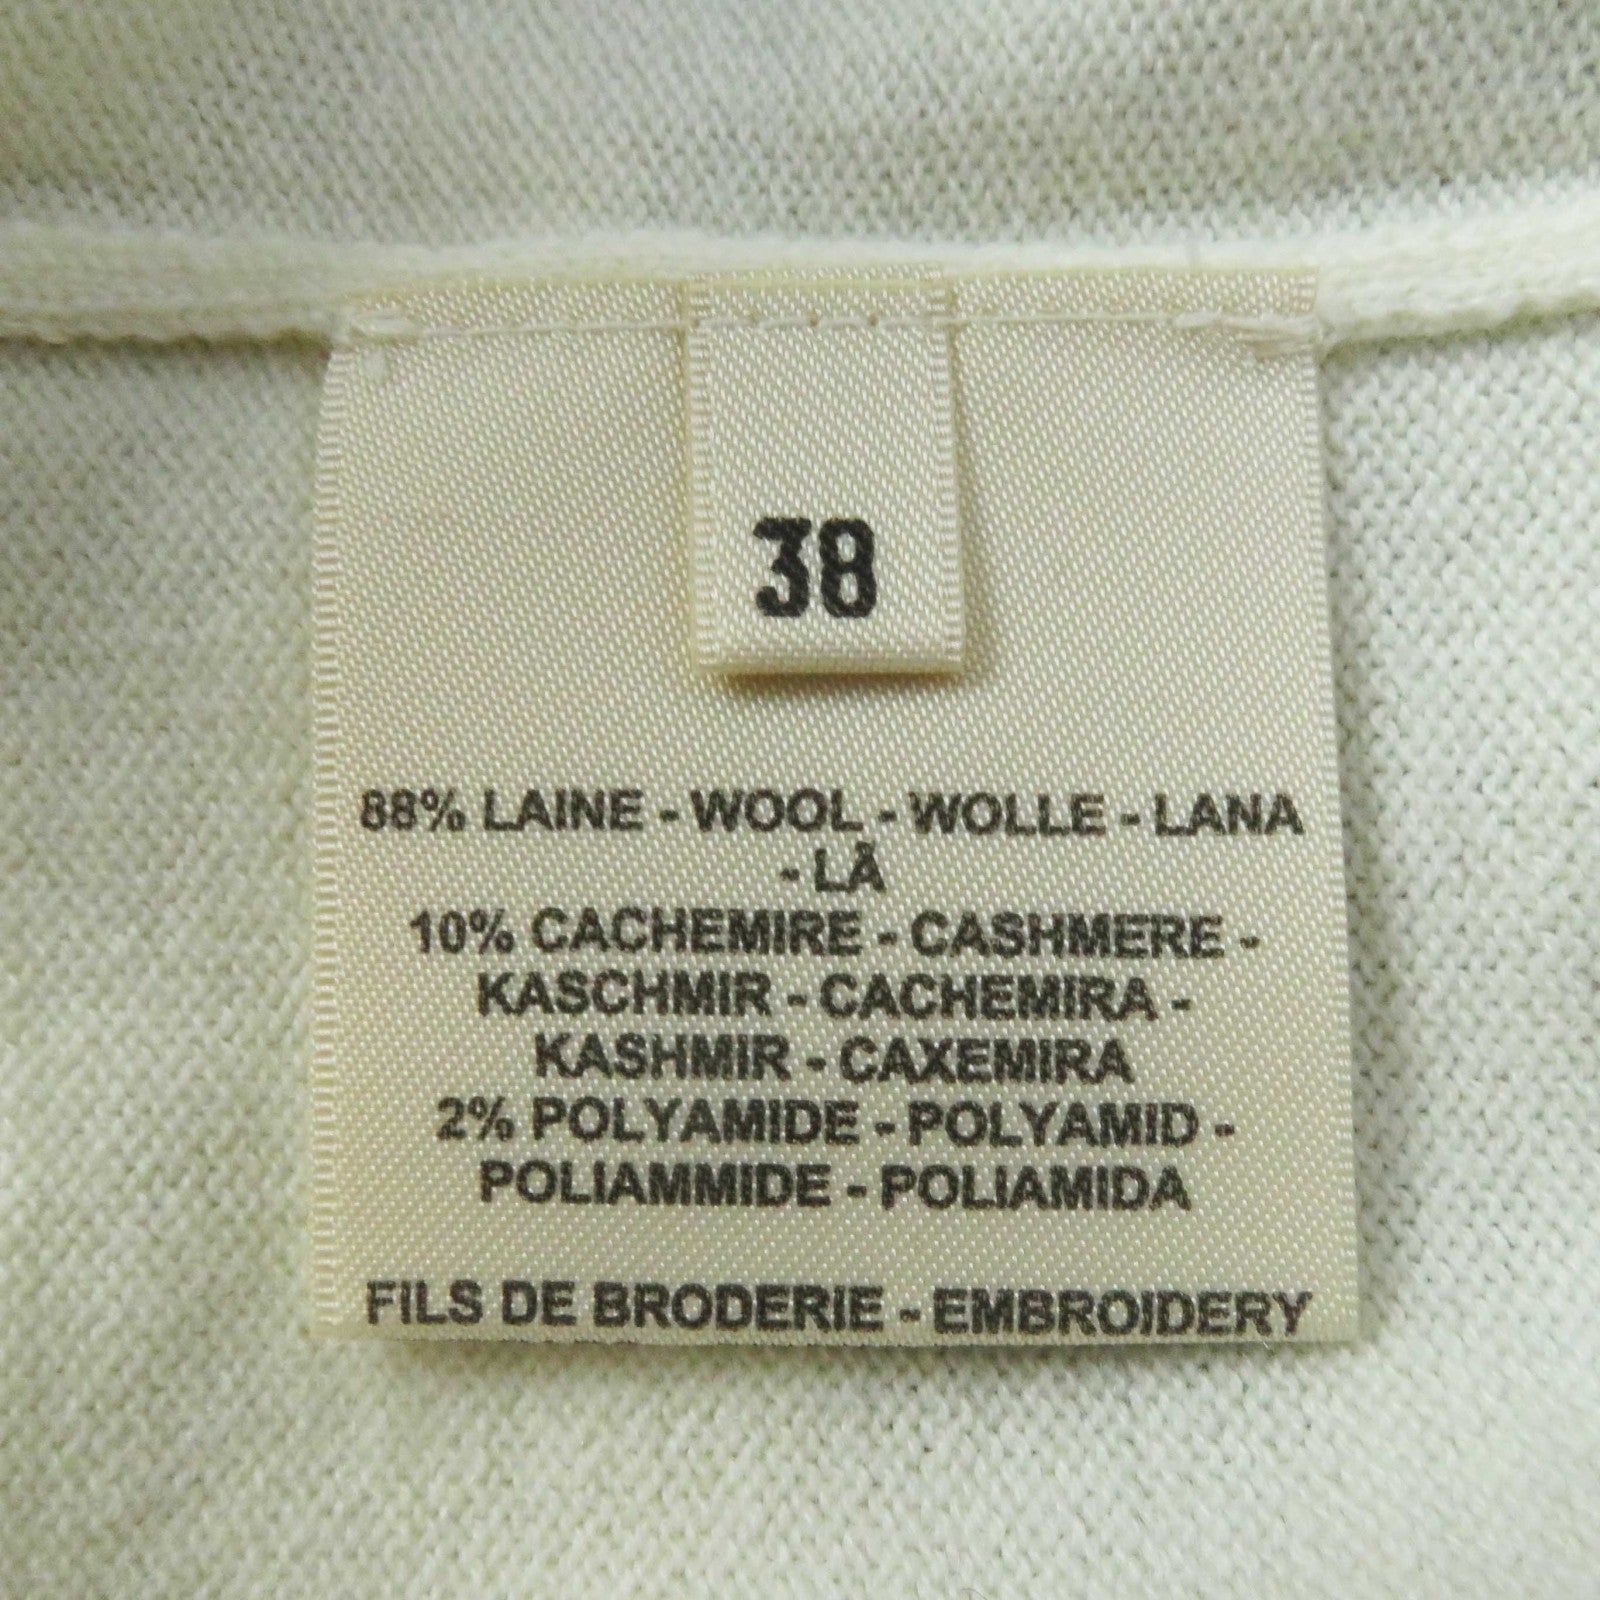 38
88% LAINE - WOOL - WOLLE - LANA
- LÃ
10% CACHEMIRE - CASHMERE -
KASCHMIR - CACHEMIRA -
KASHMIR - CAXEMIRA
2% POLYAMIDE - POLYAMID -
POLIAMMIDE - POLIAMIDA
FILS DE BRODERIE - EMBROIDERY